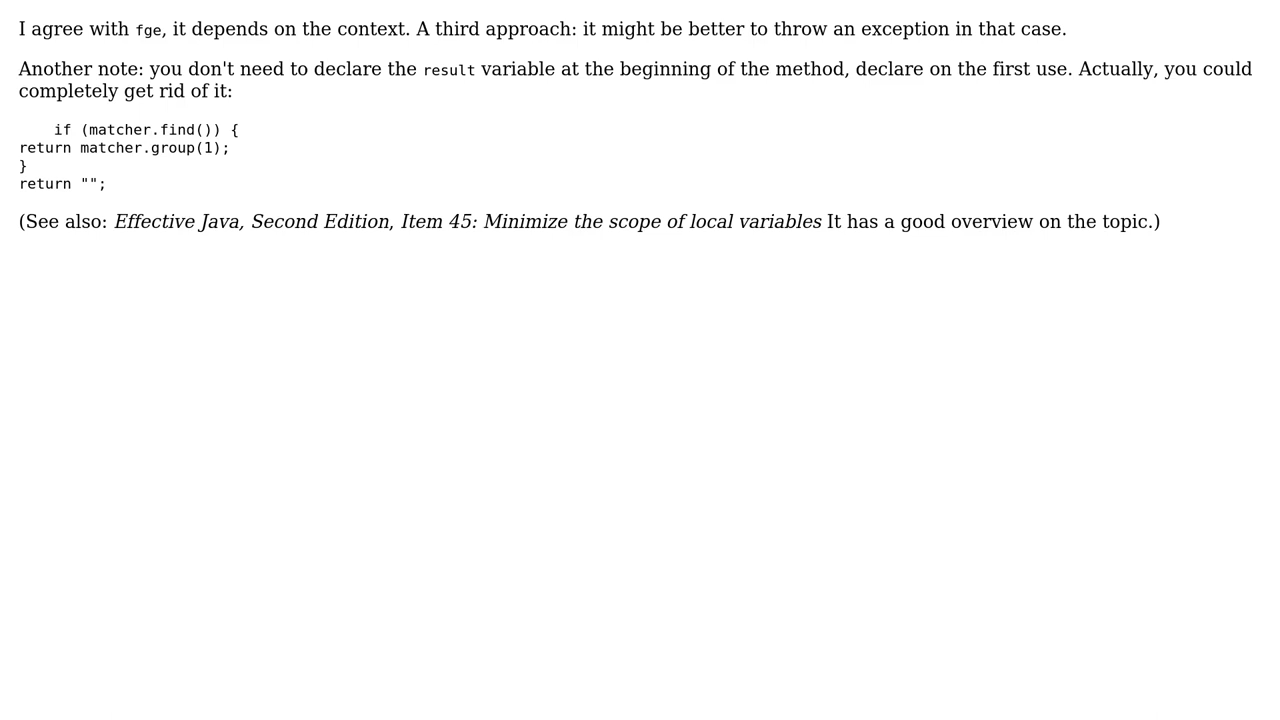 I agree with fge, it depends on the context. A third approach: it might be better to throw an exception in that case.
Another note: you don't need to declare the result variable at the beginning of the method, declare on the first use. Actually, you could
completely get rid of it:
    if (matcher.find()) {
return matcher.group(1);
}
return "";
(See also: Effective Java, Second Edition, Item 45: Minimize the scope of local variables It has a good overview on the topic.)